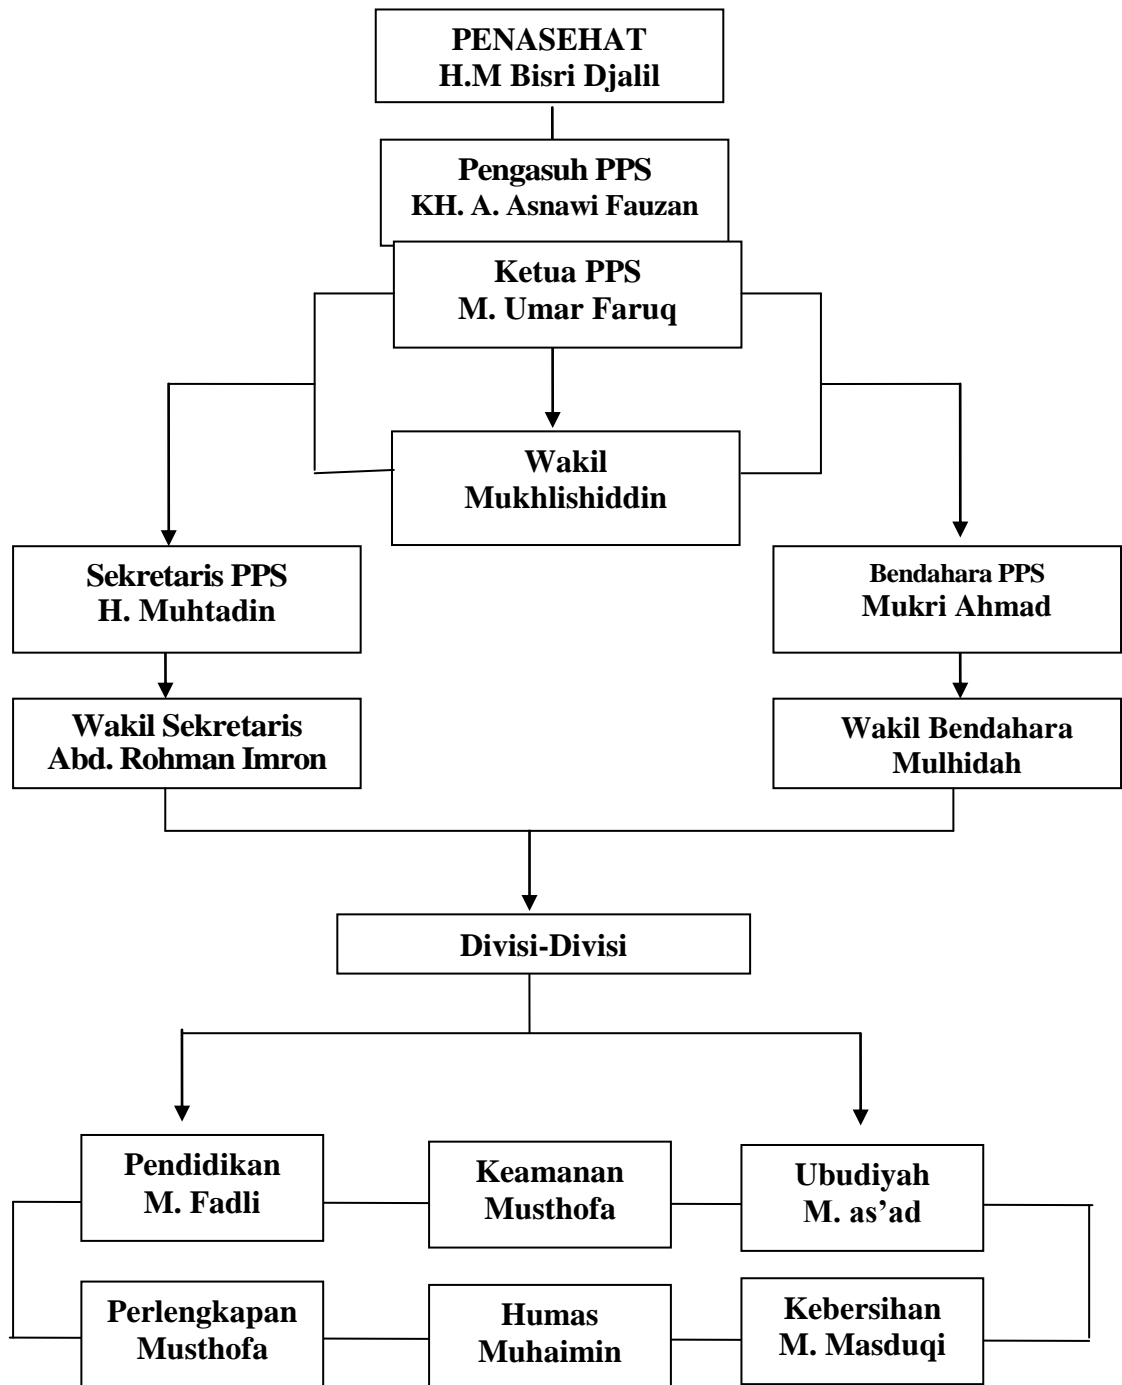 PENASEHAT
H.M Bisri Djalil
Pengasuh PPS
KH. A. Asnawi Fauzan
Ketua PPS
M. Umar Faruq
Wakil
Mukhlishiddin
Sekretaris PPS
H. Muhtadin
Bendahara PPS
Mukri Ahmad
Wakil Sekretaris
Abd. Rohman Imron
Wakil Bendahara
Mulhidah
Divisi-Divisi
Pendidikan
M. Fadli
Keamanan
Musthofa
Ubudiyah
M. as’ad
Perlengkapan
Musthofa
Humas
Muhaimin
Kebersihan
M. Masduqi